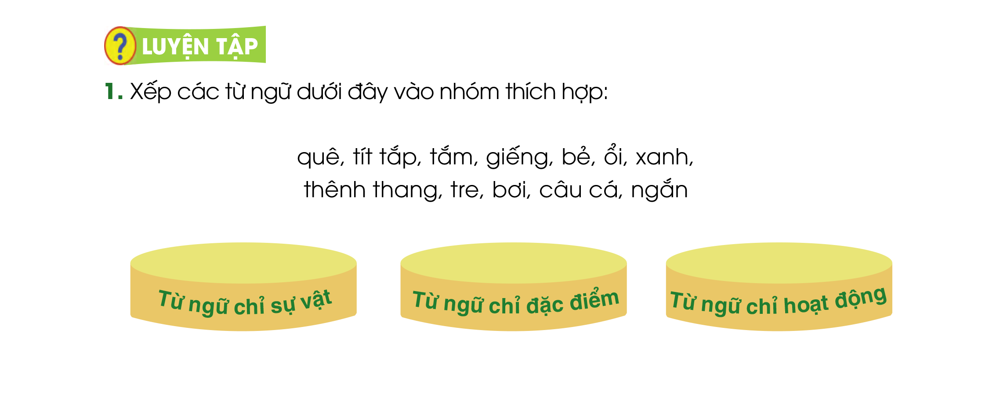 ? LUYỆN TẬP
1. Xếp các từ ngữ dưới đây vào nhóm thích hợp:
quê, tít tắp, tắm, giếng, bẻ, ổi, xanh,
thênh thang, tre, bơi, câu cá, ngắn
Từ ngữ chỉ sự vật
Từ ngữ chỉ đặc điểm
Từ ngữ chỉ hoạt động